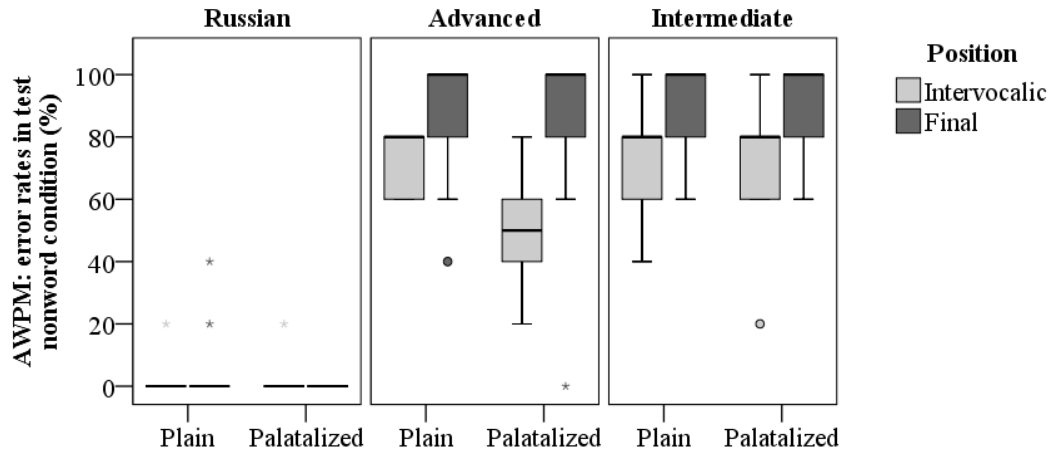 Russian
Advanced
Intermediate
AWPM: error rates in test
nonword condition (%)
100
80
60
40
20
0
Plain
Palatalized
Plain
Palatalized
Plain
Palatalized
Position
Intervocalic
Final